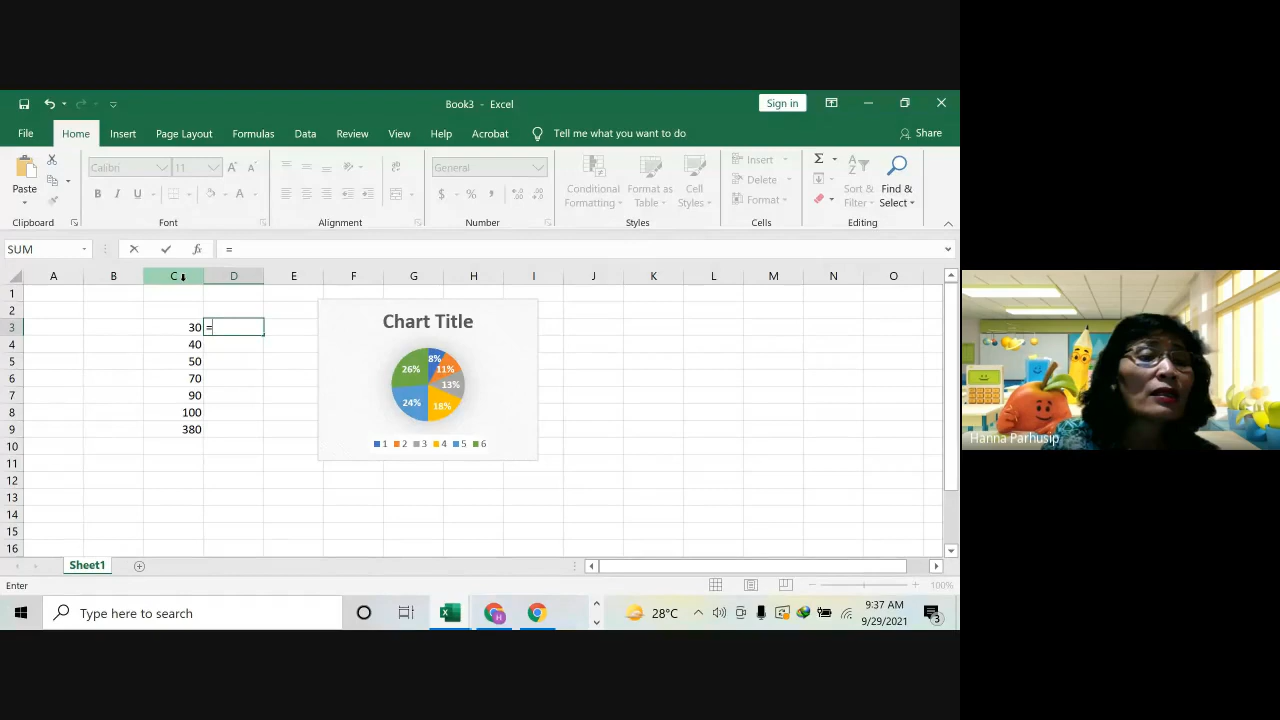 Book3 - Excel
Sign in
File Home Insert Page Layout Formulas Data Review View Help Acrobat Tell me what you want to do Share
Paste
Clipboard
Calibri 11
B I U
Font
Alignment
General
$ % ,
Number
Conditional Formatting
Format as Table
Cell Styles
Styles
Insert
Delete
Format
Cells
Sort & Filter
Find & Select
Editing
SUM fx =
A B C D E F G H I J K L M N O
1
2
3 30 =
4 40
5 50
6 70
7 90
8 100
9 380
10
11
12
13
14
15
16
Chart Title
8%
11%
13%
18%
24%
26%
1 2 3 4 5 6
Sheet1
Enter
100%
Type here to search
28°C
9:37 AM
9/29/2021
3
Hanna Parhusip